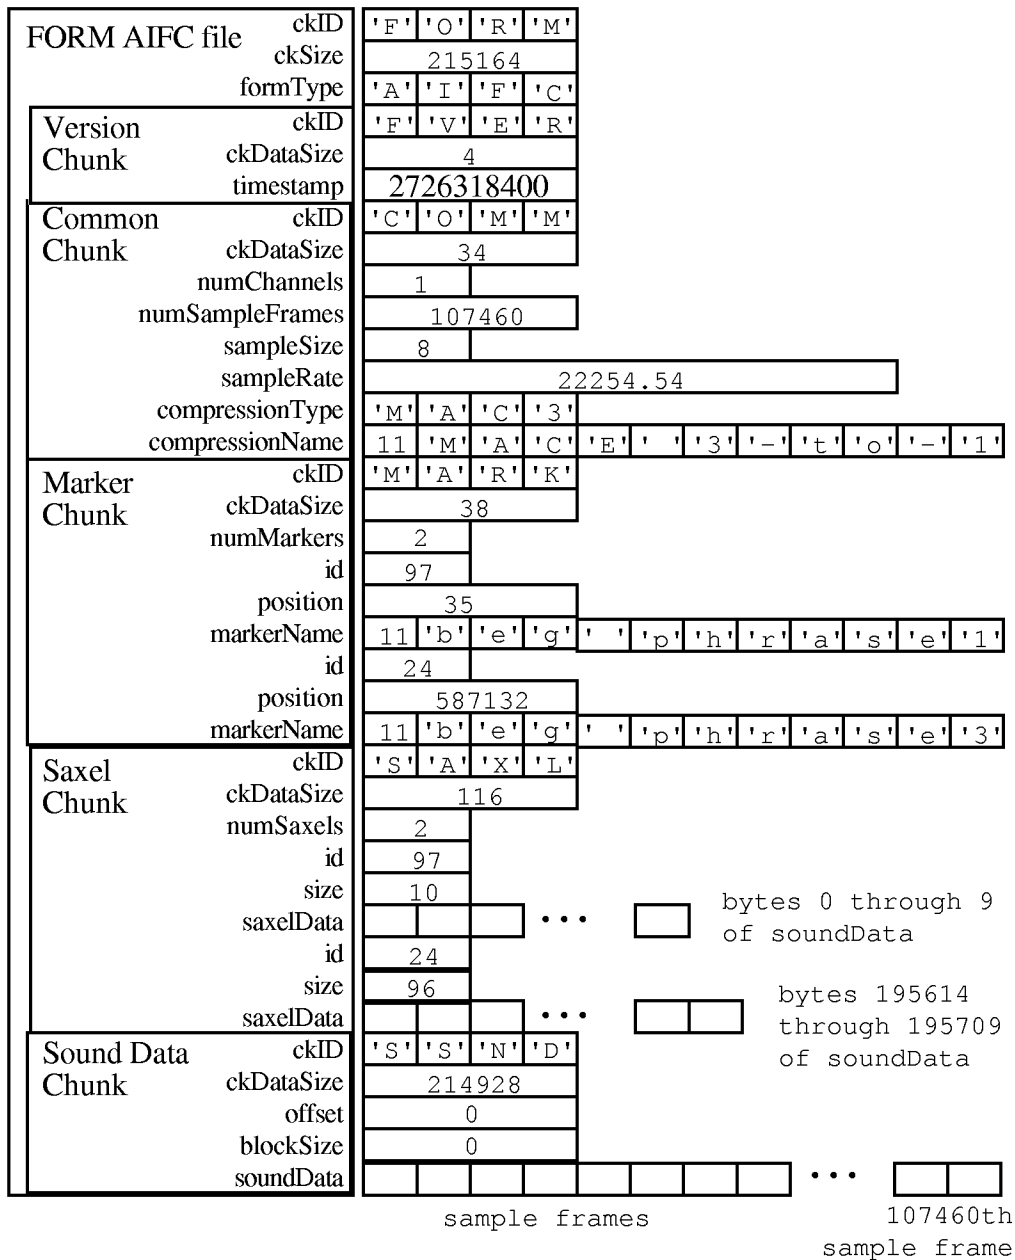 FORM AIFC file ckID 'F' 'O' 'R' 'M'
ckSize 215164
formType 'A' 'I' 'F' 'C'
Version ckID 'F' 'V' 'E' 'R'
Chunk ckDataSize 4
timestamp 2726318400
Common ckID 'C' 'O' 'M' 'M'
Chunk ckDataSize 34
numChannels 1
numSampleFrames 107460
sampleSize 8
sampleRate 22254.54
compressionType 'M' 'A' 'C' '3'
compressionName 11 'M' 'A' 'C' 'E' ' ' '3' '-' 't' 'o' '-' '1'
Marker ckID 'M' 'A' 'R' 'K'
Chunk ckDataSize 38
numMarkers 2
id 97
position 35
markerName 11 'b' 'e' 'g' ' ' 'p' 'h' 'r' 'a' 's' 'e' '1'
id 24
position 587132
markerName 11 'b' 'e' 'g' ' ' 'p' 'h' 'r' 'a' 's' 'e' '3'
Saxel ckID 'S' 'A' 'X' 'L'
Chunk ckDataSize 116
numSaxels 2
id 97
size 10
saxelData ••• bytes 0 through 9
of soundData
id 24
size 96
saxelData ••• bytes 195614
through 195709
of soundData
Sound Data ckID 'S' 'S' 'N' 'D'
Chunk ckDataSize 214928
offset 0
blockSize 0
soundData •••
sample frames 107460th
sample frame